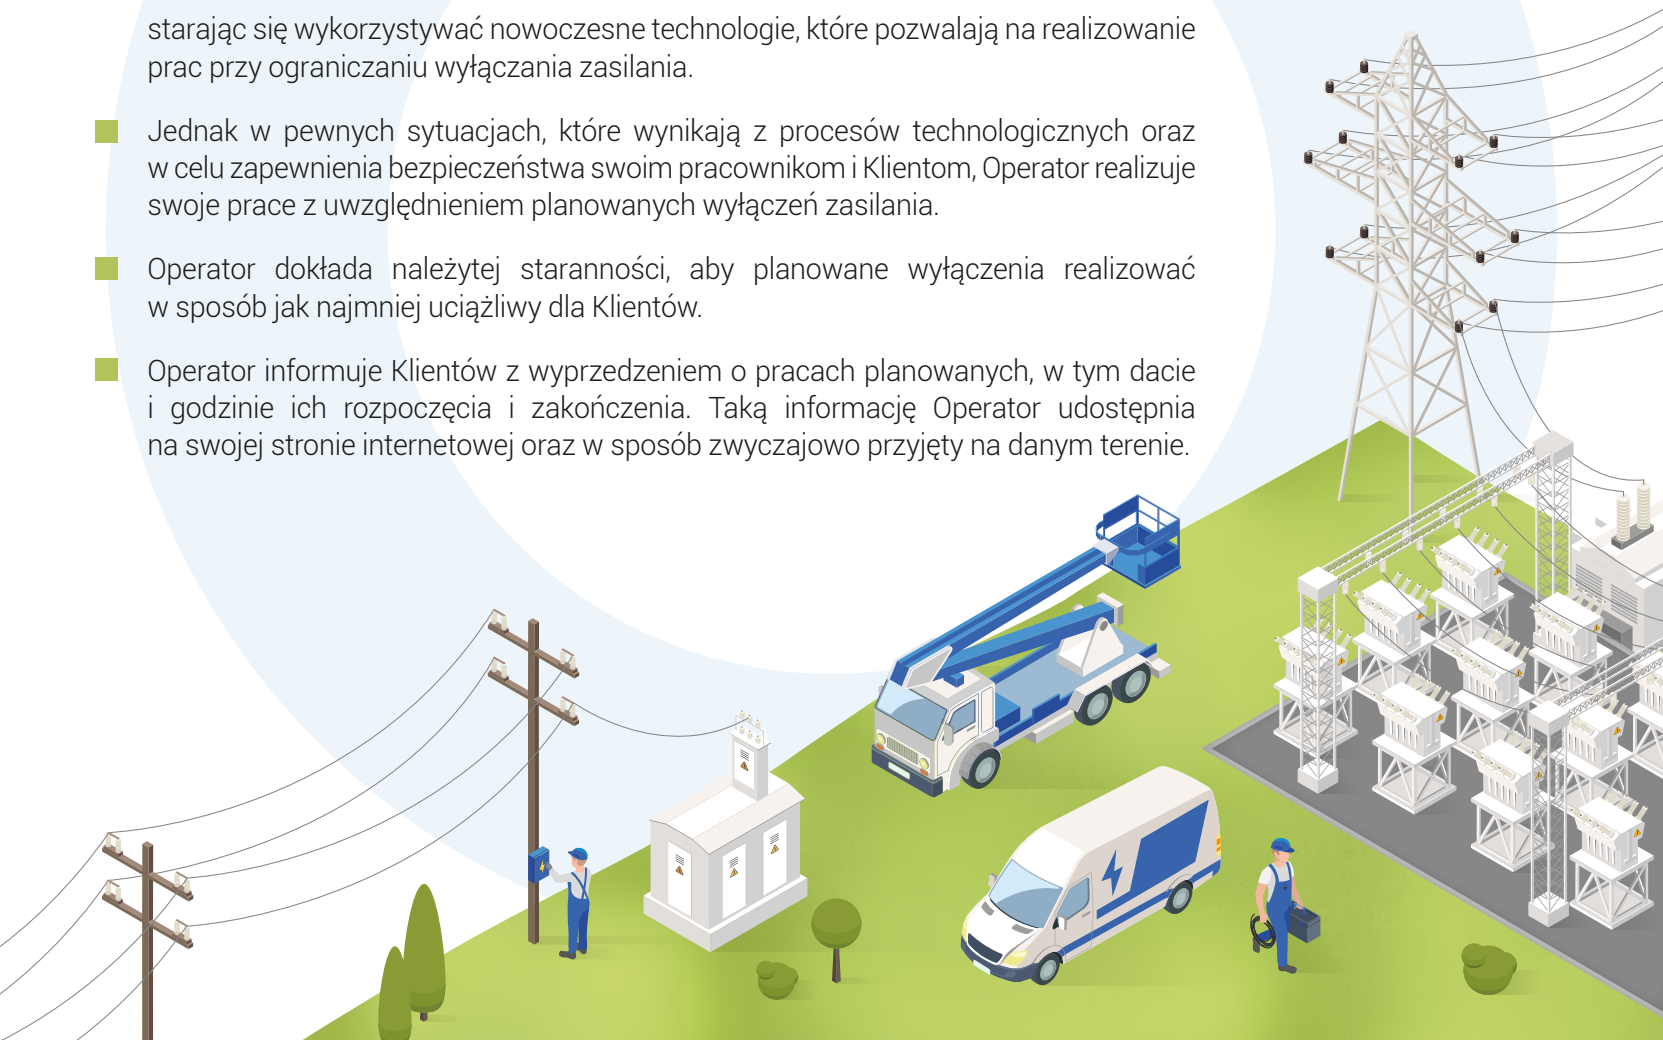 starając się wykorzystywać nowoczesne technologie, które pozwalają na realizowanie
prac przy ograniczaniu wyłączania zasilania.
Jednak w pewnych sytuacjach, które wynikają z procesów technologicznych oraz
w celu zapewnienia bezpieczeństwa swoim pracownikom i Klientom, Operator realizuje
swoje prace z uwzględnieniem planowanych wyłączeń zasilania.
Operator dokłada należytej staranności, aby planowane wyłączenia realizować
w sposób jak najmniej uciążliwy dla Klientów.
Operator informuje Klientów z wyprzedzeniem o pracach planowanych, w tym dacie
i godzinie ich rozpoczęcia i zakończenia. Taką informację Operator udostępnia
na swojej stronie internetowej oraz w sposób zwyczajowo przyjęty na danym terenie.